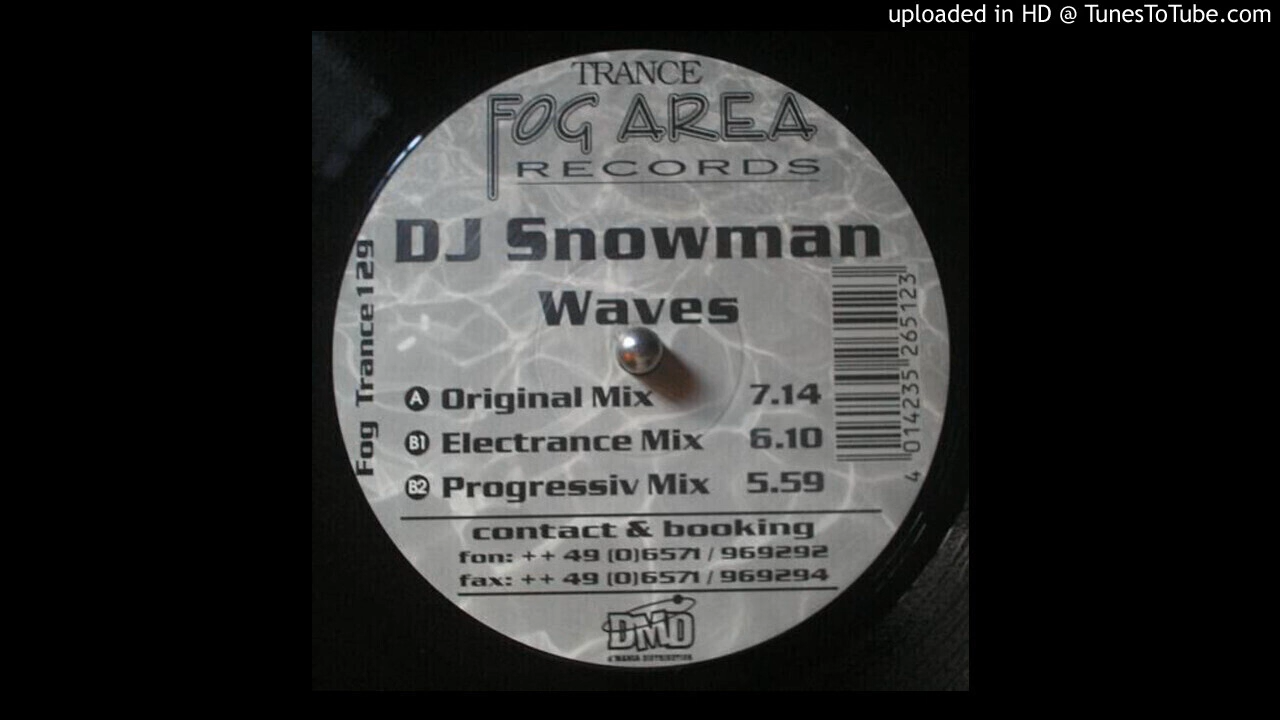 uploaded in HD @ TunesToTube.com
TRANCE
FOG AREA
RECORDS
DJ Snowman
Waves
Fog Trance129
A Original Mix 7.14
B1 Electrance Mix 6.10
B2 Progressiv Mix 5.59
4 014235 265123
contact & booking
fon: ++ 49 (0)6571 / 969292
fax: ++ 49 (0)6571 / 969294
DMD